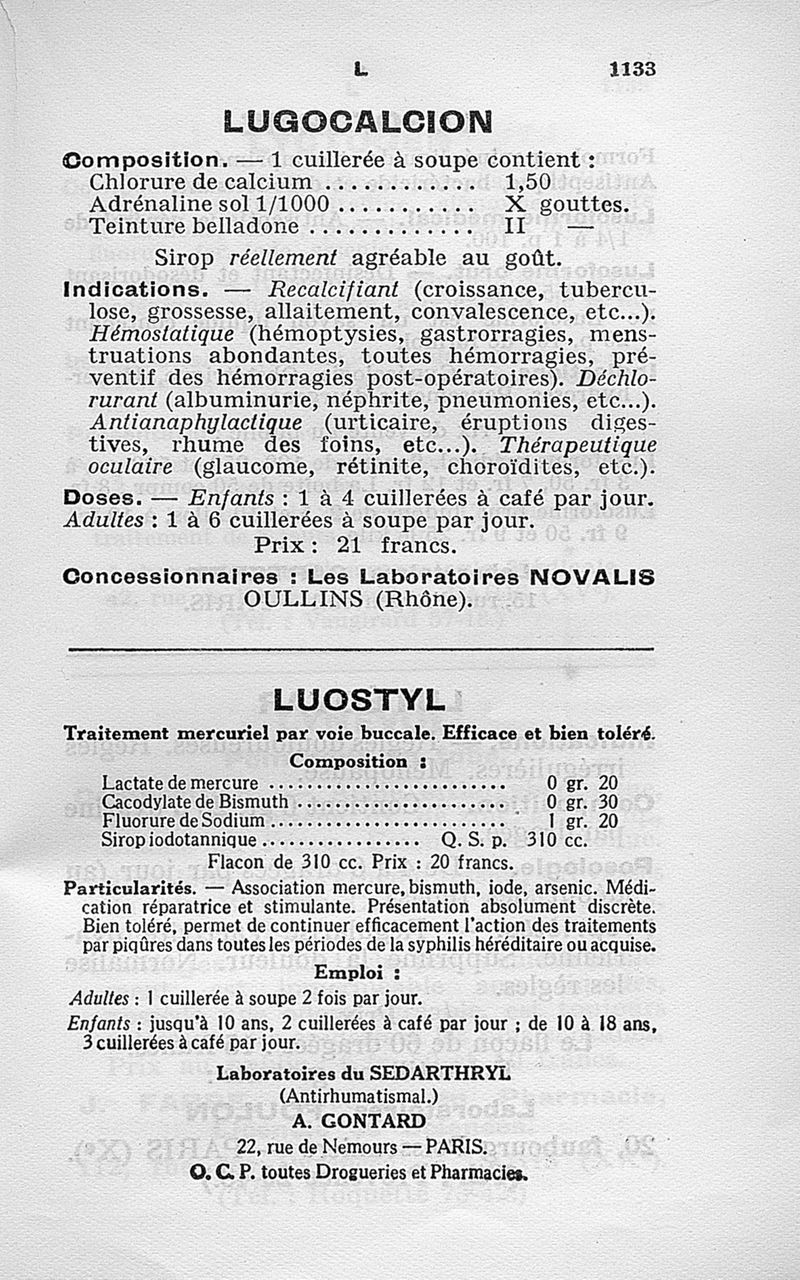 L 1133
LUGOCALCION
Composition. — 1 cuillerée à soupe contient :
Chlorure de calcium ............ 1,50
Adrénaline sol 1/1000 ........... X gouttes.
Teinture belladone ............. II —
Sirop réellement agréable au goût.
Indications. — Recalcifiant (croissance, tubercu-
lose, grossesse, allaitement, convalescence, etc...).
Hémostatique (hémoptysies, gastrorragies, mens-
truations abondantes, toutes hémorragies, pré-
ventif des hémorragies post-opératoires). Déchlo-
rurant (albuminurie, néphrite, pneumonies, etc...).
Antianaphylactique (urticaire, éruptions diges-
tives, rhume des foins, etc...). Thérapeutique
oculaire (glaucome, rétinite, choroïdites, etc.).
Doses. — Enfants : 1 à 4 cuillerées à café par jour.
Adultes : 1 à 6 cuillerées à soupe par jour.
Prix : 21 francs.
Concessionnaires : Les Laboratoires NOVALIS
OULLINS (Rhône).
LUOSTYL
Traitement mercuriel par voie buccale. Efficace et bien toléré.
Composition :
Lactate de mercure ......................... 0 gr. 20
Cacodylate de Bismuth ...................... 0 gr. 30
Fluorure de Sodium ......................... 1 gr. 20
Sirop iodotannique ................. Q. S. p. 310 cc.
Flacon de 310 cc. Prix : 20 francs.
Particularités. — Association mercure, bismuth, iode, arsenic. Médi-
cation réparatrice et stimulante. Présentation absolument discrète.
Bien toléré, permet de continuer efficacement l'action des traitements
par piqûres dans toutes les périodes de la syphilis héréditaire ou acquise.
Emploi :
Adultes : 1 cuillerée à soupe 2 fois par jour.
Enfants : jusqu'à 10 ans, 2 cuillerées à café par jour ; de 10 à 18 ans,
3 cuillerées à café par jour.
Laboratoires du SEDARTHRYL
(Antirhumatismal.)
A. GONTARD
22, rue de Nemours — PARIS.
O. C. P. toutes Drogueries et Pharmacies.